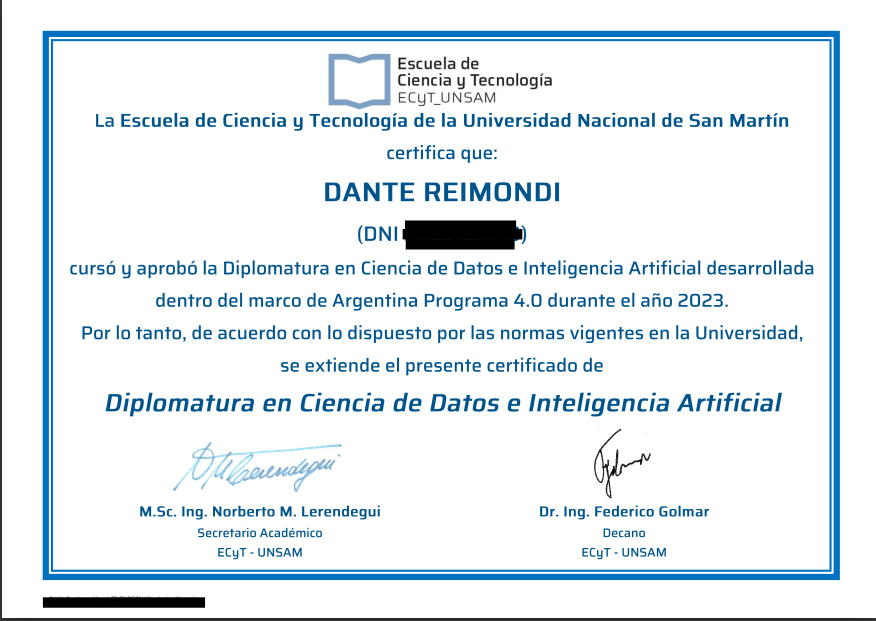 Escuela de
Ciencia y Tecnología
ECyT_UNSAM
La Escuela de Ciencia y Tecnología de la Universidad Nacional de San Martín
certifica que:
DANTE REIMONDI
(DNI )
cursó y aprobó la Diplomatura en Ciencia de Datos e Inteligencia Artificial desarrollada
dentro del marco de Argentina Programa 4.0 durante el año 2023.
Por lo tanto, de acuerdo con lo dispuesto por las normas vigentes en la Universidad,
se extiende el presente certificado de
Diplomatura en Ciencia de Datos e Inteligencia Artificial
M.Sc. Ing. Norberto M. Lerendegui
Secretario Académico
ECyT - UNSAM
Dr. Ing. Federico Golmar
Decano
ECyT - UNSAM